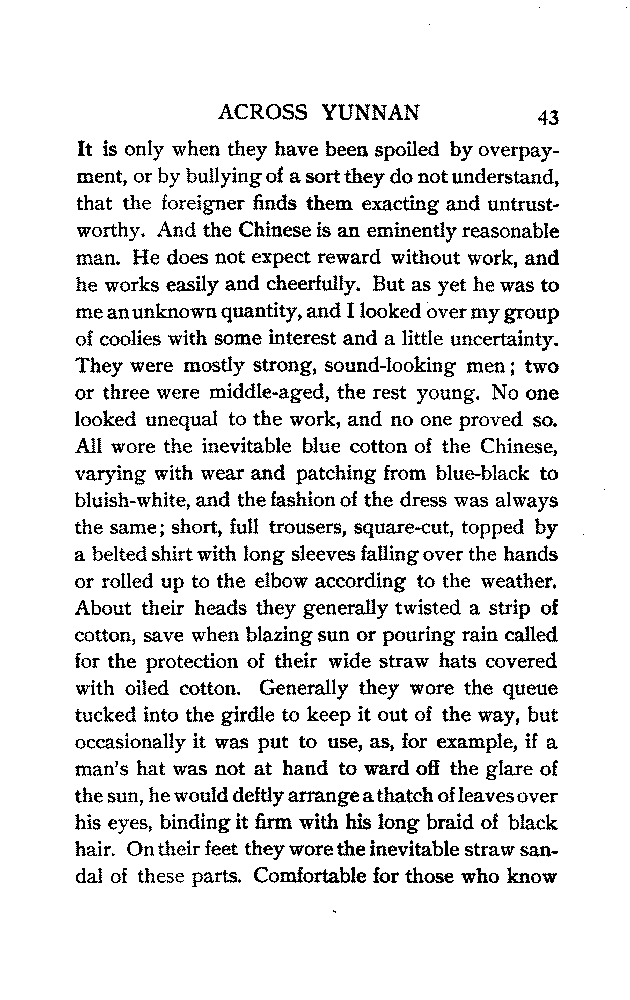 ACROSS YUNNAN 43
It is only when they have been spoiled by overpay-
ment, or by bullying of a sort they do not understand,
that the foreigner finds them exacting and untrust-
worthy. And the Chinese is an eminently reasonable
man. He does not expect reward without work, and
he works easily and cheerfully. But as yet he was to
me an unknown quantity, and I looked over my group
of coolies with some interest and a little uncertainty.
They were mostly strong, sound-looking men; two
or three were middle-aged, the rest young. No one
looked unequal to the work, and no one proved so.
All wore the inevitable blue cotton of the Chinese,
varying with wear and patching from blue-black to
bluish-white, and the fashion of the dress was always
the same; short, full trousers, square-cut, topped by
a belted shirt with long sleeves falling over the hands
or rolled up to the elbow according to the weather.
About their heads they generally twisted a strip of
cotton, save when blazing sun or pouring rain called
for the protection of their wide straw hats covered
with oiled cotton. Generally they wore the queue
tucked into the girdle to keep it out of the way, but
occasionally it was put to use, as, for example, if a
man's hat was not at hand to ward off the glare of
the sun, he would deftly arrange a thatch of leaves over
his eyes, binding it firm with his long braid of black
hair. On their feet they wore the inevitable straw san-
dal of these parts. Comfortable for those who know